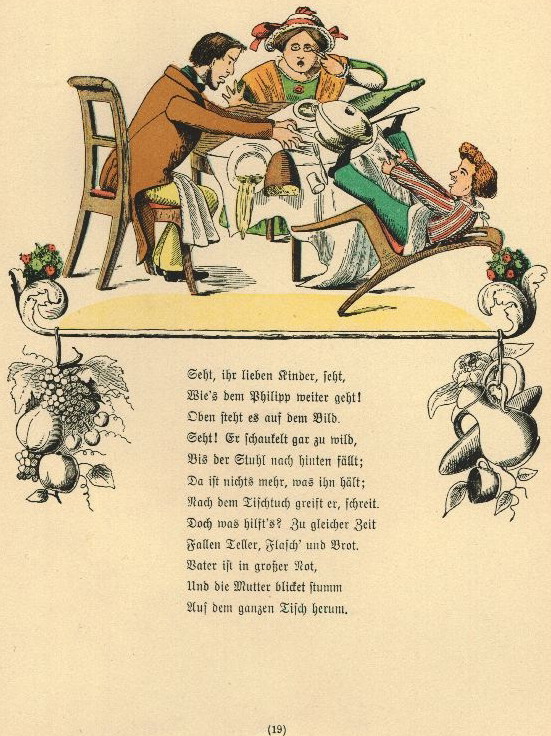 Seht, ihr lieben Kinder, seht,
Wie's dem Philipp weiter geht!
Oben steht es auf dem Bild.
Seht! Er schaukelt gar zu wild,
Bis der Stuhl nach hinten fällt;
Da ist nichts mehr, was ihn hält;
Nach dem Tischtuch greift er, schreit.
Doch was hilft's? Zu gleicher Zeit
Fallen Teller, Flasch' und Brot.
Vater ist in großer Not,
Und die Mutter blicket stumm
Auf dem ganzen Tisch herum.
(19)